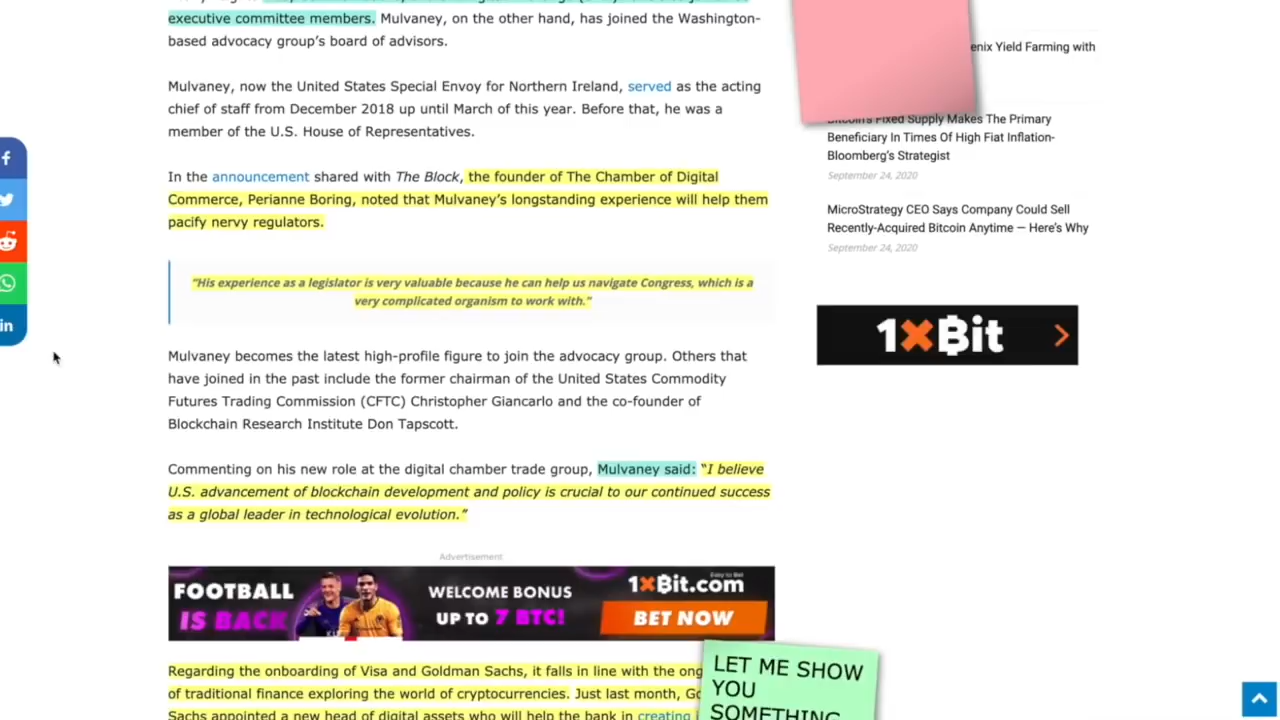 executive committee members. Mulvaney, on the other hand, has joined the Washington-
based advocacy group's board of advisors.
Mulvaney, now the United States Special Envoy for Northern Ireland, served as the acting
chief of staff from December 2018 up until March of this year. Before that, he was a
member of the U.S. House of Representatives.
In the announcement shared with The Block, the founder of The Chamber of Digital
Commerce, Perianne Boring, noted that Mulvaney's longstanding experience will help them
pacify nervy regulators.
"His experience as a legislator is very valuable because he can help us navigate Congress, which is a
very complicated organism to work with."
Mulvaney becomes the latest high-profile figure to join the advocacy group. Others that
have joined in the past include the former chairman of the United States Commodity
Futures Trading Commission (CFTC) Christopher Giancarlo and the co-founder of
Blockchain Research Institute Don Tapscott.
Commenting on his new role at the digital chamber trade group, Mulvaney said: "I believe
U.S. advancement of blockchain development and policy is crucial to our continued success
as a global leader in technological evolution."
Advertisement
FOOTBALL
IS BACK
WELCOME BONUS
UP TO 7 BTC!
1XBit.com
Easy to Bet
BET NOW
Regarding the onboarding of Visa and Goldman Sachs, it falls in line with the
of traditional finance exploring the world of cryptocurrencies. Just last month,
Sachs appointed a new head of digital assets who will help the bank in creating
LET ME SHOW
YOU
SOMETHING
Yield Farming with
Bitcoin's Fixed Supply Makes The Primary
Beneficiary In Times Of High Fiat Inflation-
Bloomberg's Strategist
September 24, 2020
MicroStrategy CEO Says Company Could Sell
Recently-Acquired Bitcoin Anytime — Here's Why
September 24, 2020
1XBit